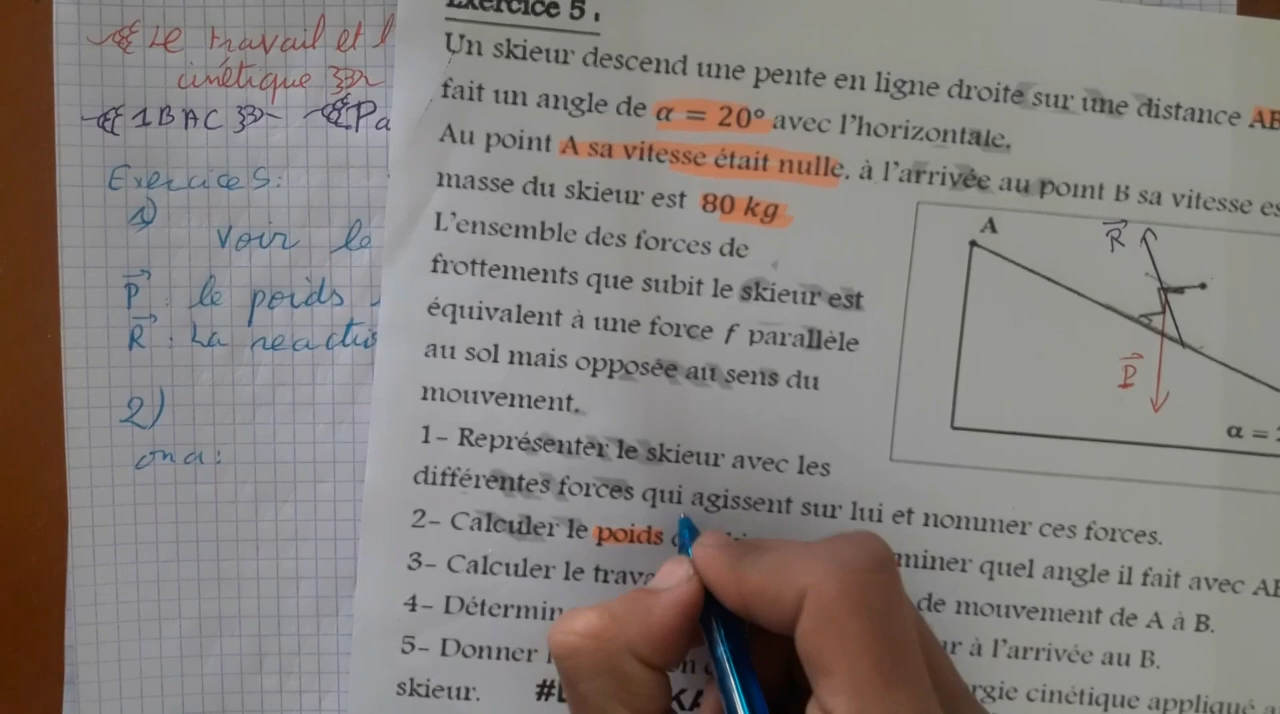 Le travail et l
cinétique
1BAC
Exercice 5:
1)
voir le
P : le poids
R : La reactio
2)
on a:
Exercice 5 :
Un skieur descend une pente en ligne droite sur une distance AB
fait un angle de α = 20° avec l'horizontale.
Au point A sa vitesse était nulle, à l'arrivée au point B sa vitesse es
masse du skieur est 80 kg
L'ensemble des forces de
frottements que subit le skieur est
équivalent à une force f parallèle
au sol mais opposée au sens du
mouvement.
A
R
P
α =
1- Représenter le skieur avec les
différentes forces qui agissent sur lui et nommer ces forces.
2- Calculer le poids miner quel angle il fait avec AB
3- Calculer le trava de mouvement de A à B.
4- Détermin ur à l'arrivée au B.
5- Donner rgie cinétique appliqué a
skieur.